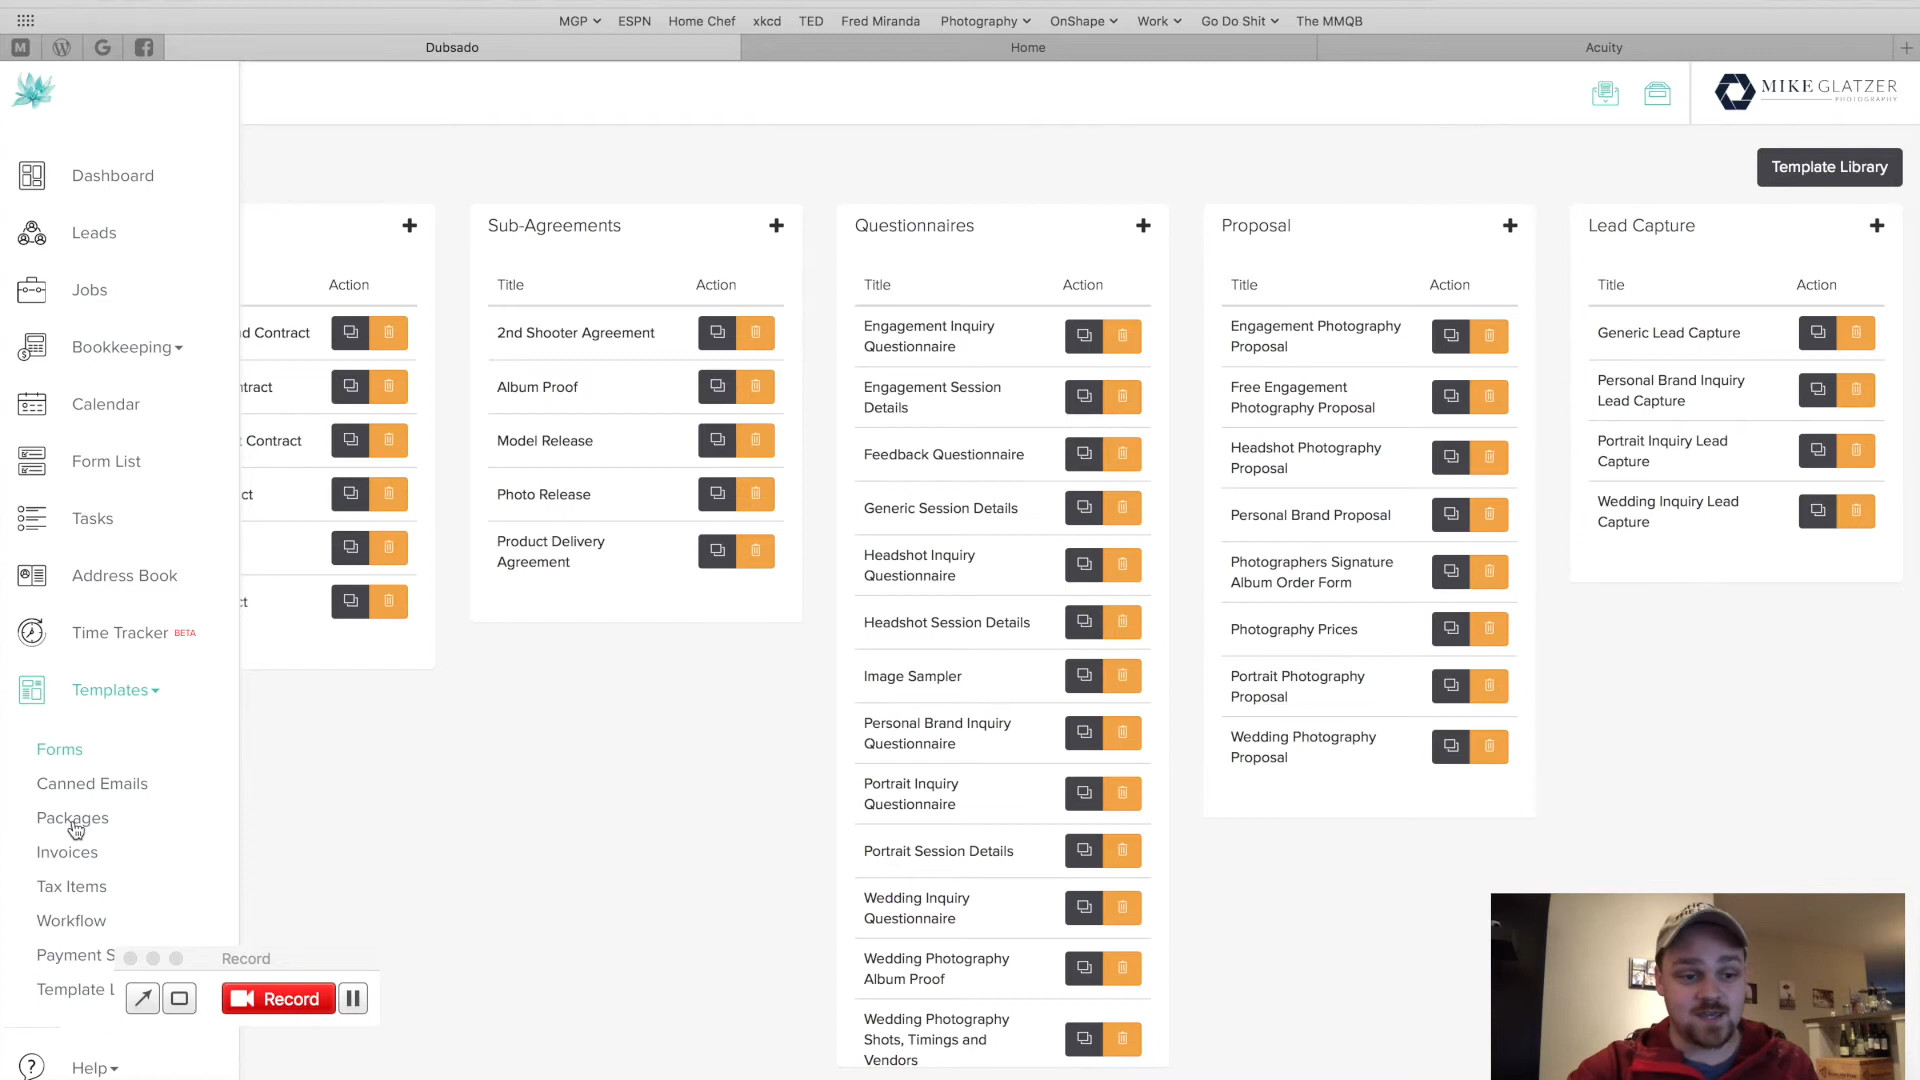 MGP ESPN Home Chef xkcd TED Fred Miranda Photography OnShape Work Go Do Shit The MMQB
M W G f Dubsado Home Acuity +
MIKE GLATZER
PHOTOGRAPHY
Template Library
Dashboard
Leads
Jobs
Bookkeeping
Calendar
Form List
Tasks
Address Book
Time Tracker BETA
Templates
Forms
Canned Emails
Packages
Invoices
Tax Items
Workflow
Payment S
Template L
Help
Record
Record
Action
d Contract
ntract
t Contract
ct
ct
Sub-Agreements
Title Action
2nd Shooter Agreement
Album Proof
Model Release
Photo Release
Product Delivery
Agreement
Questionnaires
Title Action
Engagement Inquiry
Questionnaire
Engagement Session
Details
Feedback Questionnaire
Generic Session Details
Headshot Inquiry
Questionnaire
Headshot Session Details
Image Sampler
Personal Brand Inquiry
Questionnaire
Portrait Inquiry
Questionnaire
Portrait Session Details
Wedding Inquiry
Questionnaire
Wedding Photography
Album Proof
Wedding Photography
Shots, Timings and
Vendors
Proposal
Title Action
Engagement Photography
Proposal
Free Engagement
Photography Proposal
Headshot Photography
Proposal
Personal Brand Proposal
Photographers Signature
Album Order Form
Photography Prices
Portrait Photography
Proposal
Wedding Photography
Proposal
Lead Capture
Title Action
Generic Lead Capture
Personal Brand Inquiry
Lead Capture
Portrait Inquiry Lead
Capture
Wedding Inquiry Lead
Capture